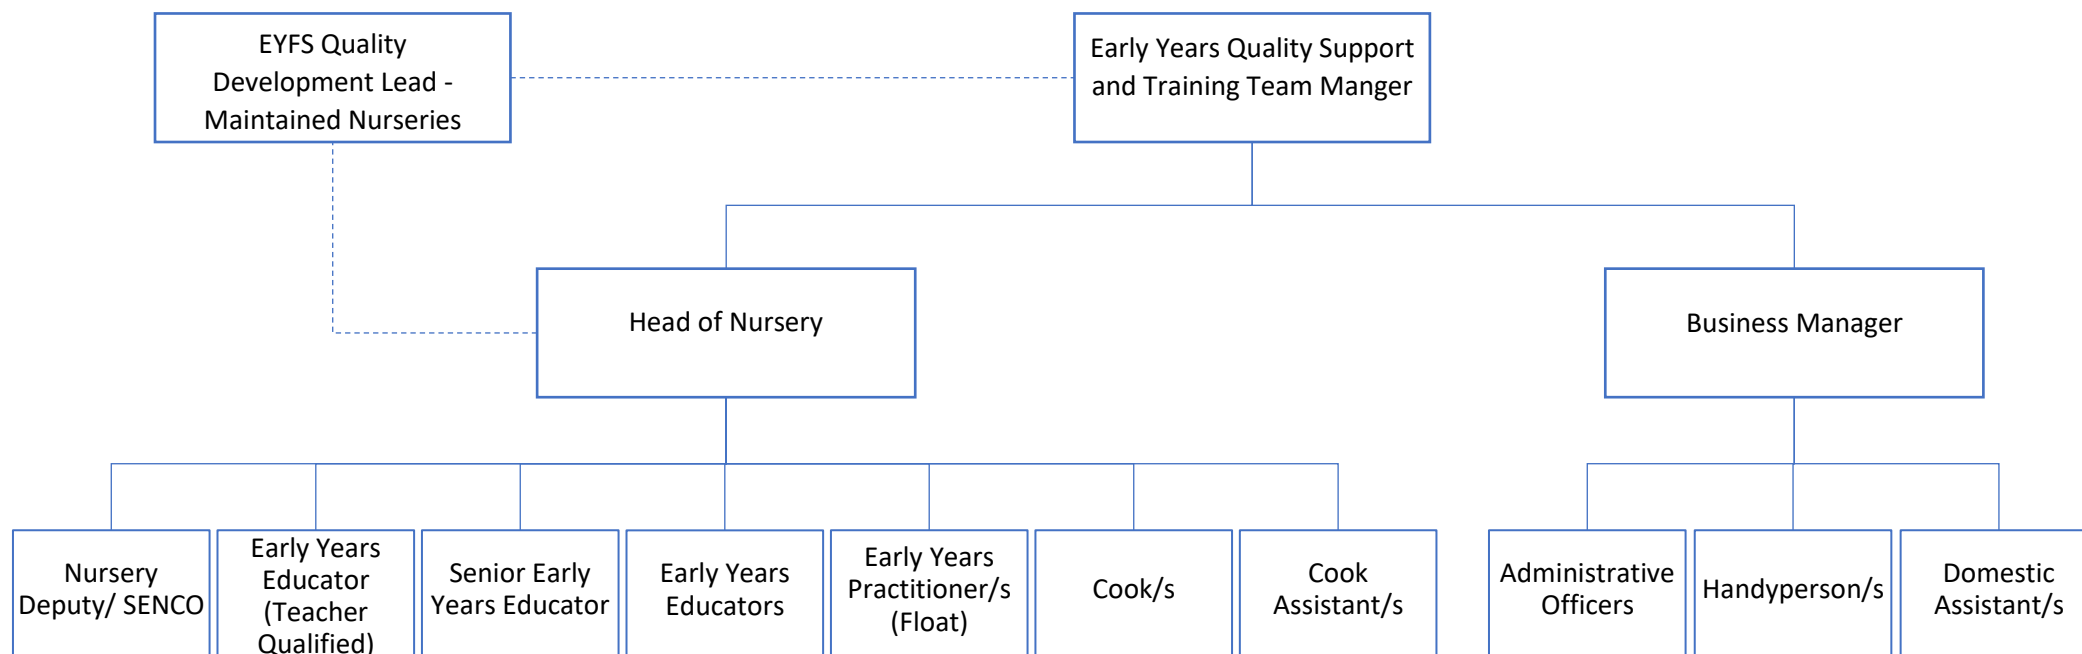 EYFS Quality
Development Lead -
Maintained Nurseries
Early Years Quality Support
and Training Team Manger
Head of Nursery
Business Manager
Nursery
Deputy/ SENCO
Early Years
Educator
(Teacher
Qualified)
Senior Early
Years Educator
Early Years
Educators
Early Years
Practitioner/s
(Float)
Cook/s
Cook
Assistant/s
Administrative
Officers
Handyperson/s
Domestic
Assistant/s